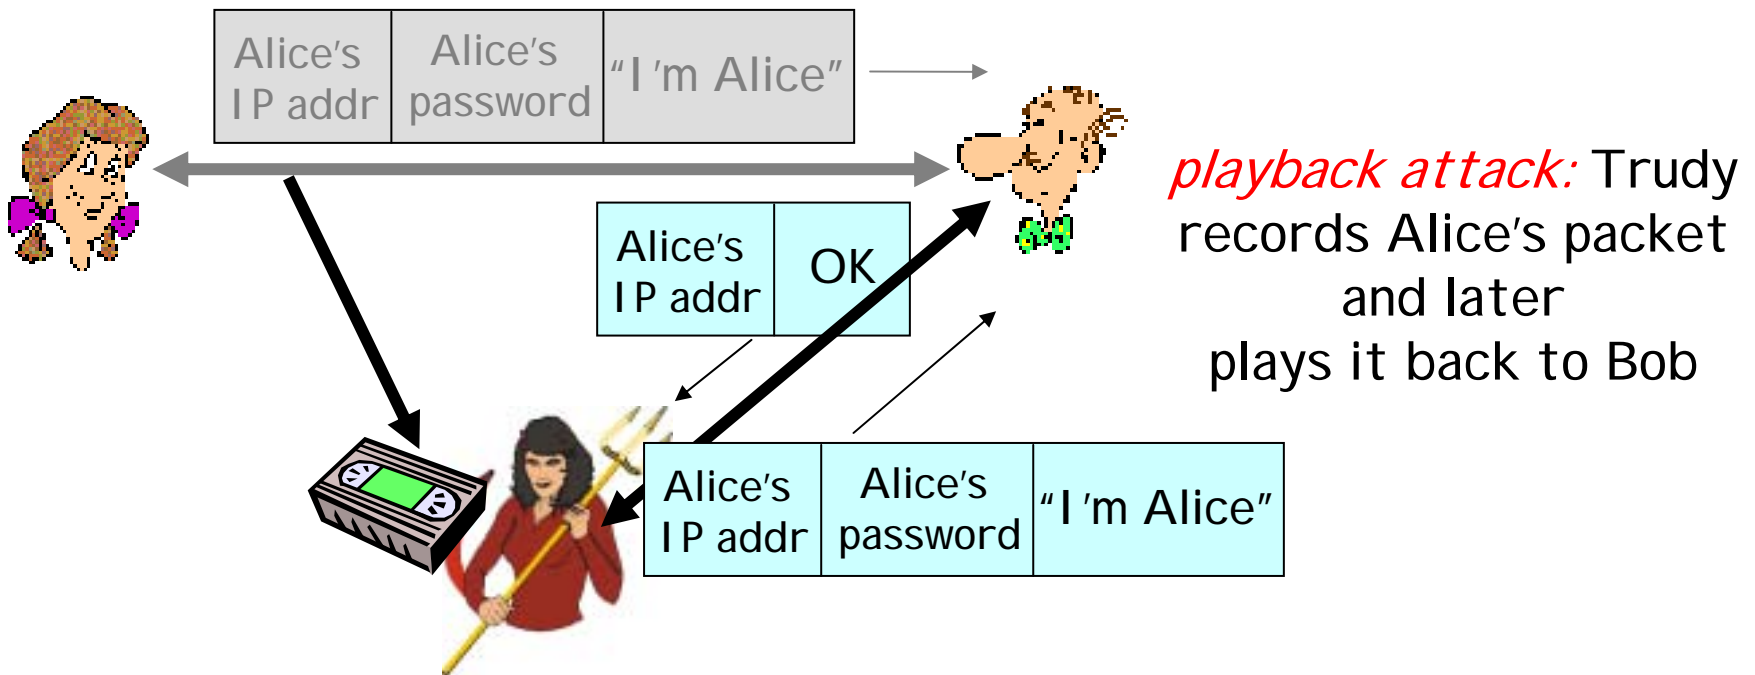 Alice's
IP addr
Alice's
password
“I'm Alice”
playback attack: Trudy
records Alice's packet
and later
plays it back to Bob
Alice's
IP addr
OK
Alice's
IP addr
Alice's
password
“I'm Alice”